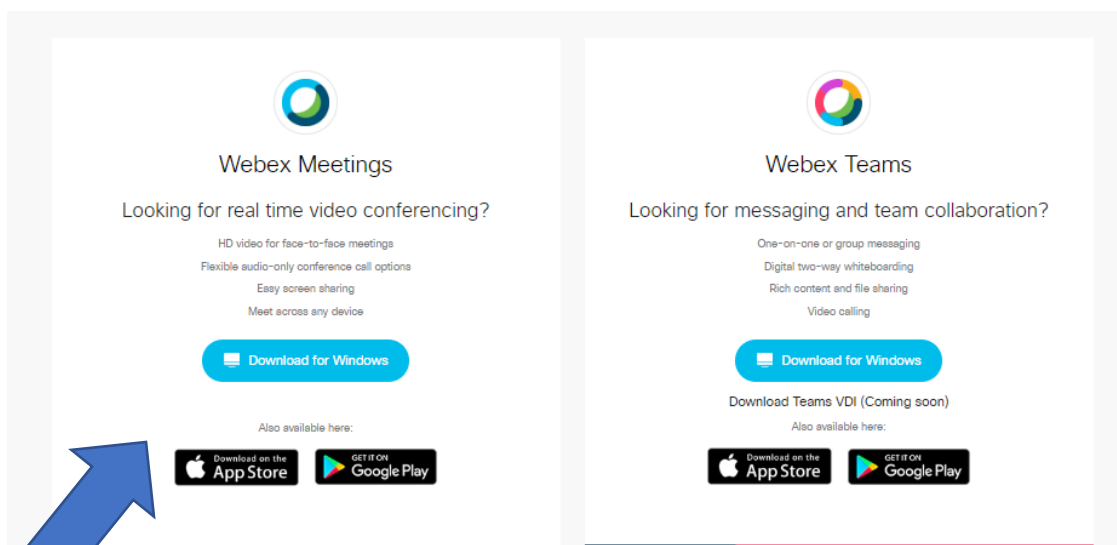 Webex Meetings
Looking for real time video conferencing?
HD video for face-to-face meetings
Flexible audio-only conference call options
Easy screen sharing
Meet across any device
Download for Windows
Also available here:
Download on the
App Store
GET IT ON
Google Play
Webex Teams
Looking for messaging and team collaboration?
One-on-one or group messaging
Digital two-way whiteboarding
Rich content and file sharing
Video calling
Download for Windows
Download Teams VDI (Coming soon)
Also available here:
Download on the
App Store
GET IT ON
Google Play